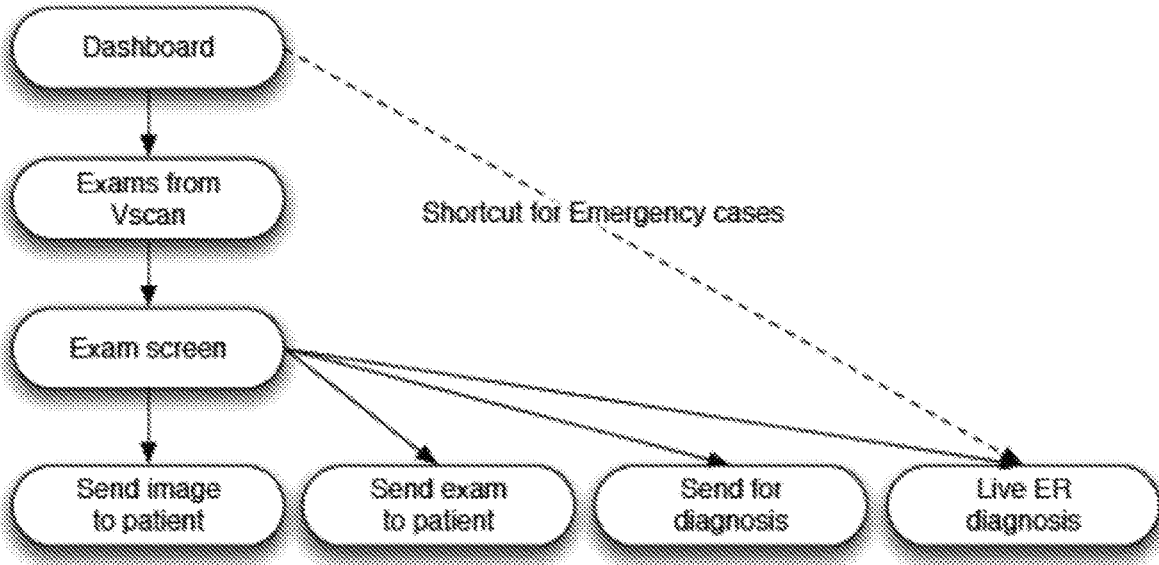 Dashboard
Exams from
Vscan
Shortcut for Emergency cases
Exam screen
Send image
to patient
Send exam
to patient
Send for
diagnosis
Live ER
diagnosis